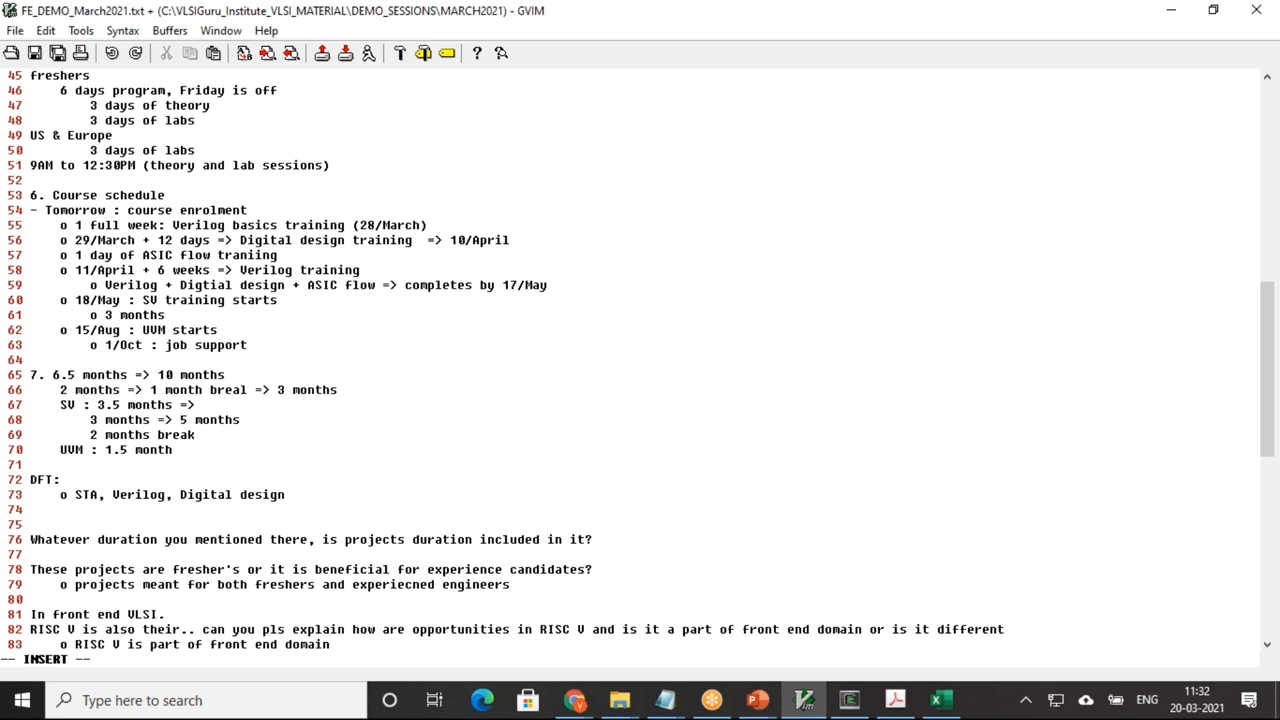 FE_DEMO_March2021.txt + (C:\VLSIGuru_Institute_VLSI_MATERIAL\DEMO_SESSIONS\MARCH2021) - GVIM
File Edit Tools Syntax Buffers Window Help
45 freshers
46 6 days program, Friday is off
47 3 days of theory
48 3 days of labs
49 US & Europe
50 3 days of labs
51 9AM to 12:30PM (theory and lab sessions)
52
53 6. Course schedule
54 - Tomorrow : course enrolment
55 o 1 full week: Verilog basics training (28/March)
56 o 29/March + 12 days => Digital design training => 10/April
57 o 1 day of ASIC flow traniing
58 o 11/April + 6 weeks => Verilog training
59 o Verilog + Digtial design + ASIC flow => completes by 17/May
60 o 18/May : SV training starts
61 o 3 months
62 o 15/Aug : UVM starts
63 o 1/Oct : job support
64
65 7. 6.5 months => 10 months
66 2 months => 1 month breal => 3 months
67 SV : 3.5 months =>
68 3 months => 5 months
69 2 months break
70 UVM : 1.5 month
71
72 DFT:
73 o STA, Verilog, Digital design
74
75
76 Whatever duration you mentioned there, is projects duration included in it?
77
78 These projects are fresher's or it is beneficial for experience candidates?
79 o projects meant for both freshers and experiecned engineers
80
81 In front end VLSI.
82 RISC V is also their.. can you pls explain how are opportunities in RISC V and is it a part of front end domain or is it different
83 o RISC V is part of front end domain
-- INSERT --
Type here to search
ENG
11:32
20-03-2021